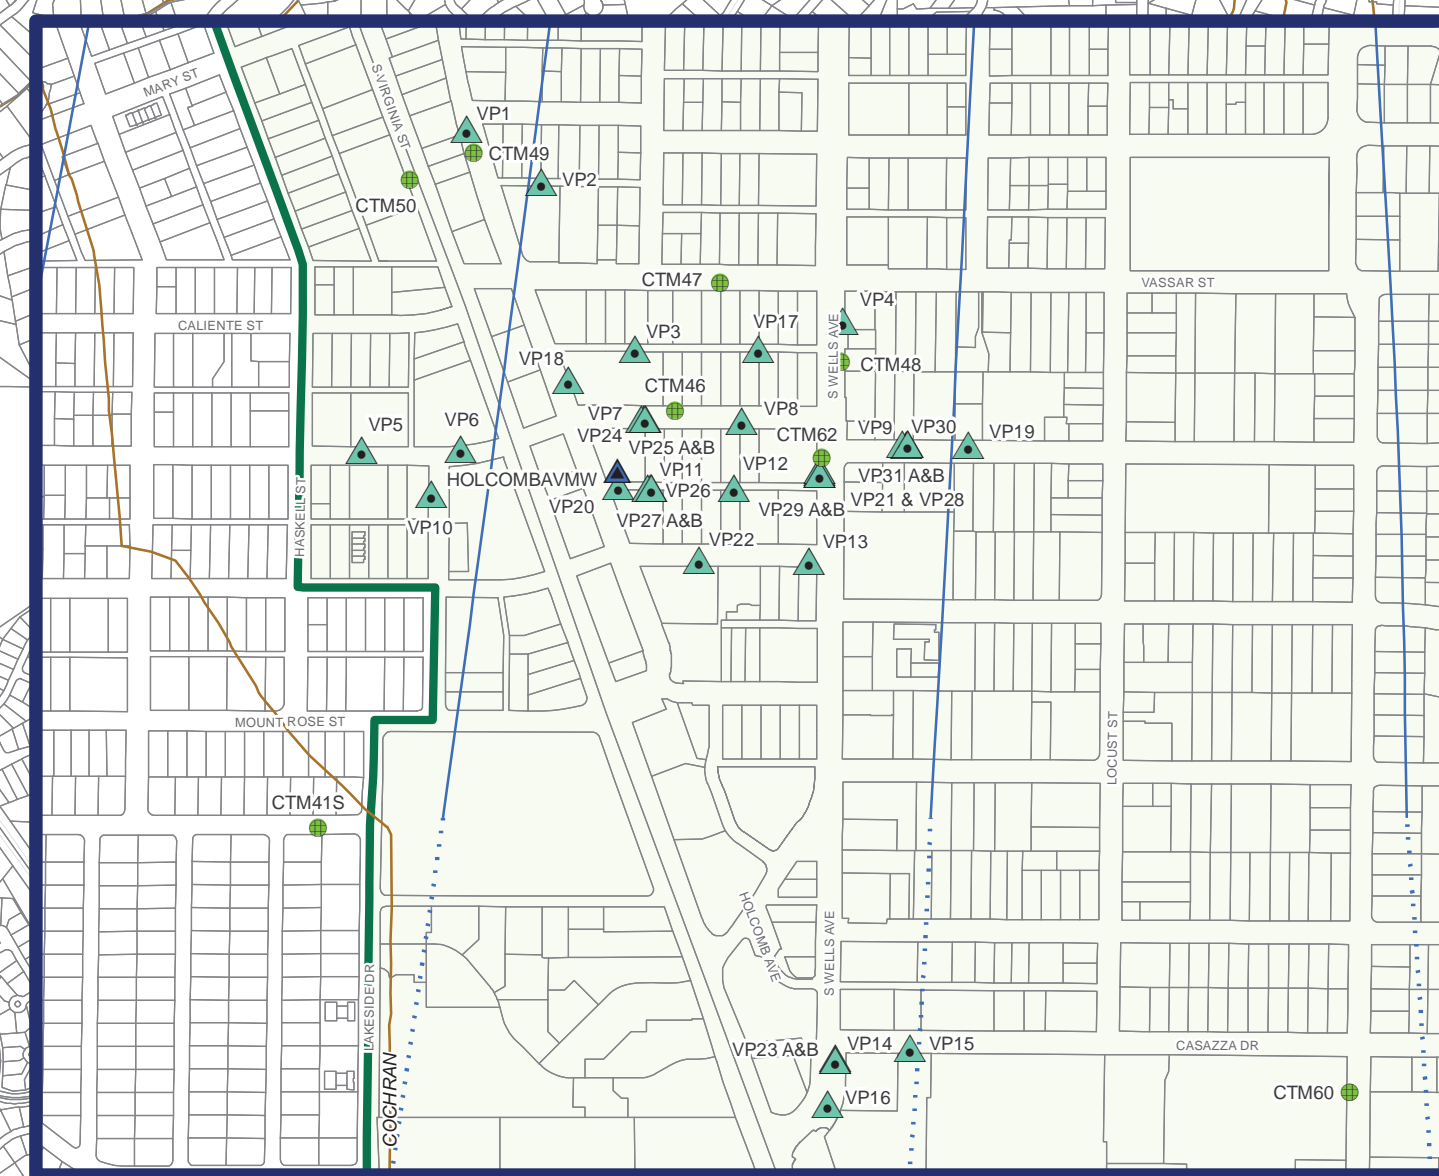 MARY ST
S VIRGINIA ST
VP1
CTM49
VP2
CTM50
CTM47
VASSAR ST
VP4
CALIENTE ST
VP3
VP17
S WELLS AVE
VP18
CTM48
CTM46
VP7
VP8
VP5
VP6
VP24
CTM62
VP9
VP30
VP19
VP25 A&B
VP11
VP12
HOLCOMBAVMW
VP31 A&B
VP26
VP20
VP21 & VP28
VP29 A&B
VP27 A&B
VP10
HASKELL ST
VP22
VP13
MOUNT ROSE ST
LOCUST ST
CTM41S
HOLCOMB AVE
S WELLS AVE
LAKESIDE DR
VP23 A&B
VP14
VP15
CASAZZA DR
CTM60
VP16
COCHRAN